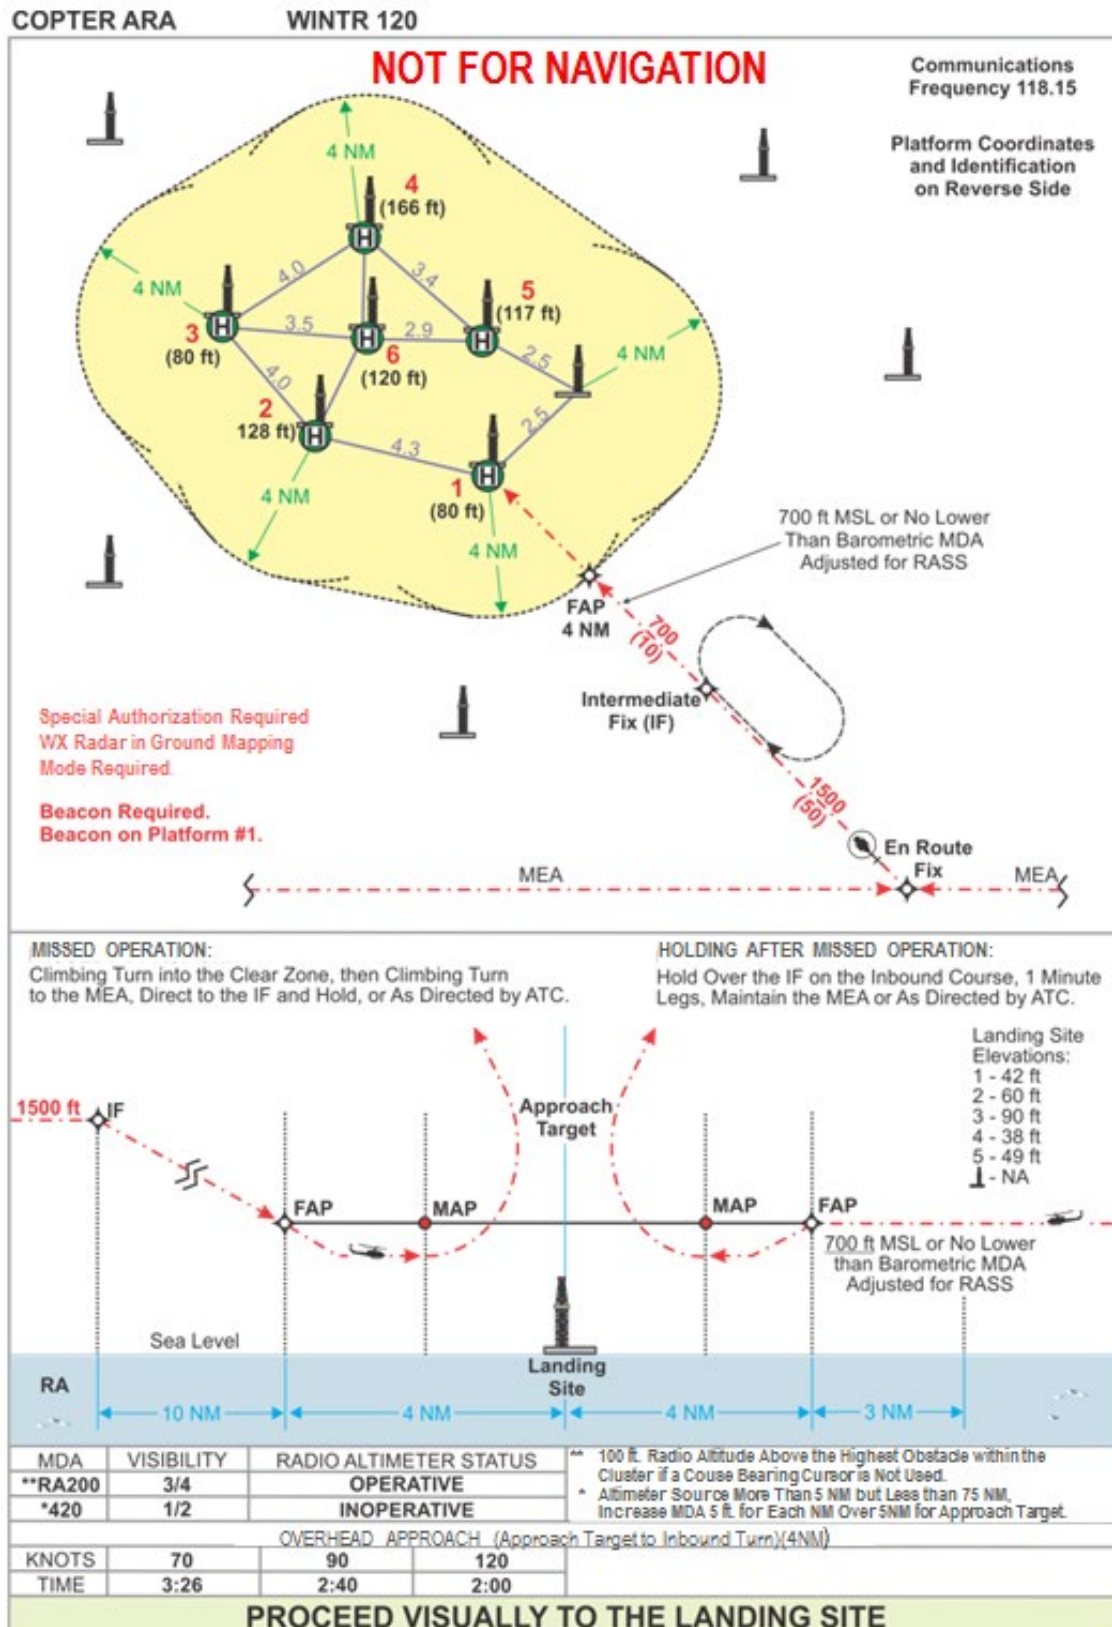 COPTER ARA WINTR 120
NOT FOR NAVIGATION
Communications
Frequency 118.15
Platform Coordinates
and Identification
on Reverse Side
4 NM
4
(166 ft)
4.0
3.4
4 NM
5
(117 ft)
3
(80 ft)
3.5
2.9
6
(120 ft)
2.5
4 NM
4.0
2
128 ft)
4.3
2.5
1
(80 ft)
4 NM
4 NM
700 ft MSL or No Lower
Than Barometric MDA
Adjusted for RASS
FAP
4 NM
700
(10)
Intermediate
Fix (IF)
Special Authorization Required
WX Radar in Ground Mapping
Mode Required.
Beacon Required.
Beacon on Platform #1.
1500
(50)
En Route
Fix
MEA
MEA
H
H
H
H
H
H
MISSED OPERATION:
Climbing Turn into the Clear Zone, then Climbing Turn
to the MEA, Direct to the IF and Hold, or As Directed by ATC.
HOLDING AFTER MISSED OPERATION:
Hold Over the IF on the Inbound Course, 1 Minute
Legs, Maintain the MEA or As Directed by ATC.
Landing Site
Elevations:
1 - 42 ft
2 - 60 ft
3 - 90 ft
4 - 38 ft
5 - 49 ft
- NA
1500 ft
IF
Approach
Target
FAP
MAP
MAP
FAP
700 ft MSL or No Lower
than Barometric MDA
Adjusted for RASS
Sea Level
RA
Landing
Site
10 NM
4 NM
4 NM
3 NM
MDA VISIBILITY RADIO ALTIMETER STATUS
**RA200 3/4 OPERATIVE
*420 1/2 INOPERATIVE
** 100 ft. Radio Altitude Above the Highest Obstacle within the
Cluster if a Couse Bearing Cursor is Not Used.
* Altimeter Source More Than 5 NM but Less than 75 NM,
Increase MDA 5 ft. for Each NM Over 5NM for Approach Target.
OVERHEAD APPROACH (Approach Target to Inbound Turn)(4NM)
KNOTS 70 90 120
TIME 3:26 2:40 2:00
PROCEED VISUALLY TO THE LANDING SITE